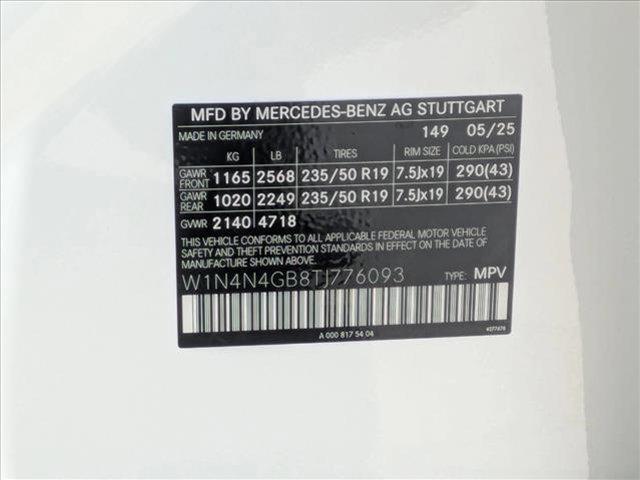 MFD BY MERCEDES-BENZ AG STUTTGART
MADE IN GERMANY 149 05/25
KG LB TIRES RIM SIZE COLD KPA (PSI)
GAWR FRONT 1165 2568 235/50 R19 7.5Jx19 290(43)
GAWR REAR 1020 2249 235/50 R19 7.5Jx19 290(43)
GVWR 2140 4718
THIS VEHICLE CONFORMS TO ALL APPLICABLE FEDERAL MOTOR VEHICLE
SAFETY AND THEFT PREVENTION STANDARDS IN EFFECT ON THE DATE
OF MANUFACTURE SHOWN ABOVE.
W1N4N4GB8TJ776093 TYPE: MPV
A 000 817 54 04